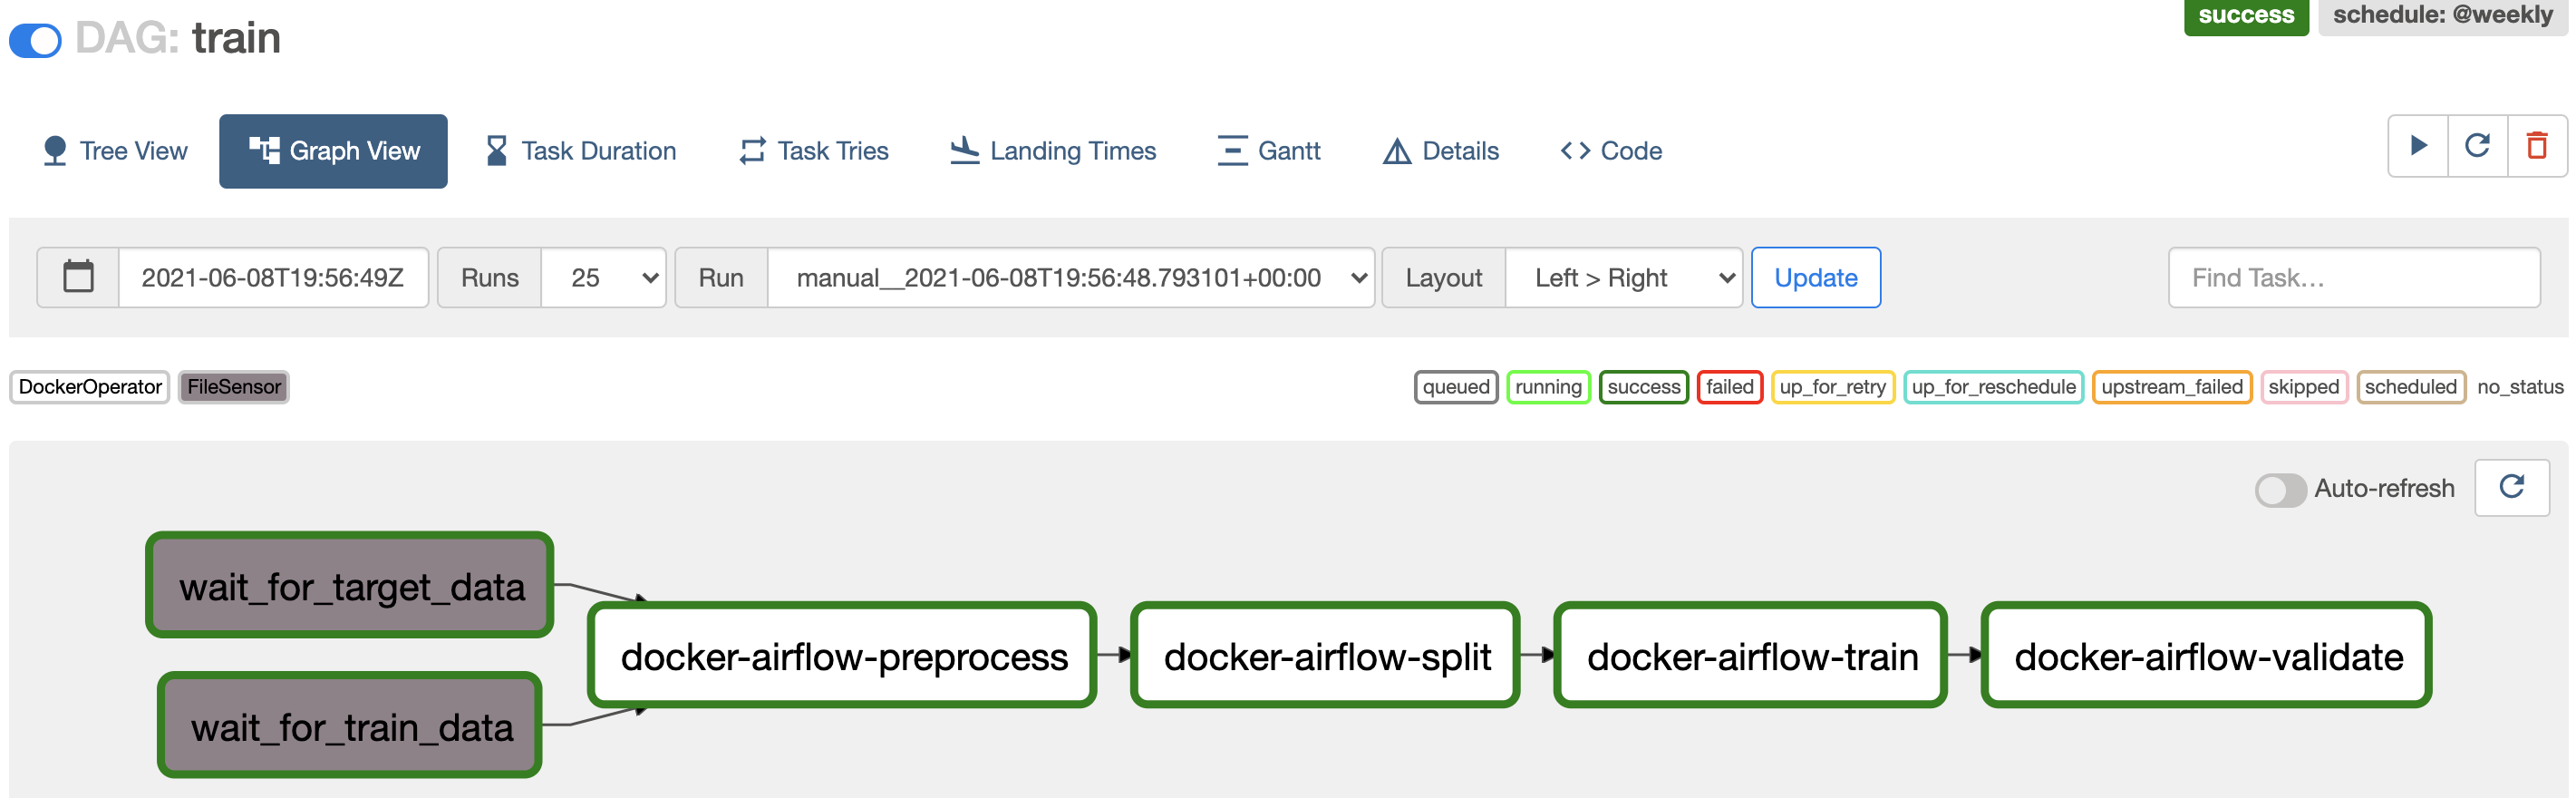 DAG: train
success
schedule: @weekly
Tree View
Graph View
Task Duration
Task Tries
Landing Times
Gantt
Details
Code
2021-06-08T19:56:49Z
Runs
25
Run
manual__2021-06-08T19:56:48.793101+00:00
Layout
Left > Right
Update
Find Task…
DockerOperator
FileSensor
queued
running
success
failed
up_for_retry
up_for_reschedule
upstream_failed
skipped
scheduled
no_status
Auto-refresh
wait_for_target_data
wait_for_train_data
docker-airflow-preprocess
docker-airflow-split
docker-airflow-train
docker-airflow-validate